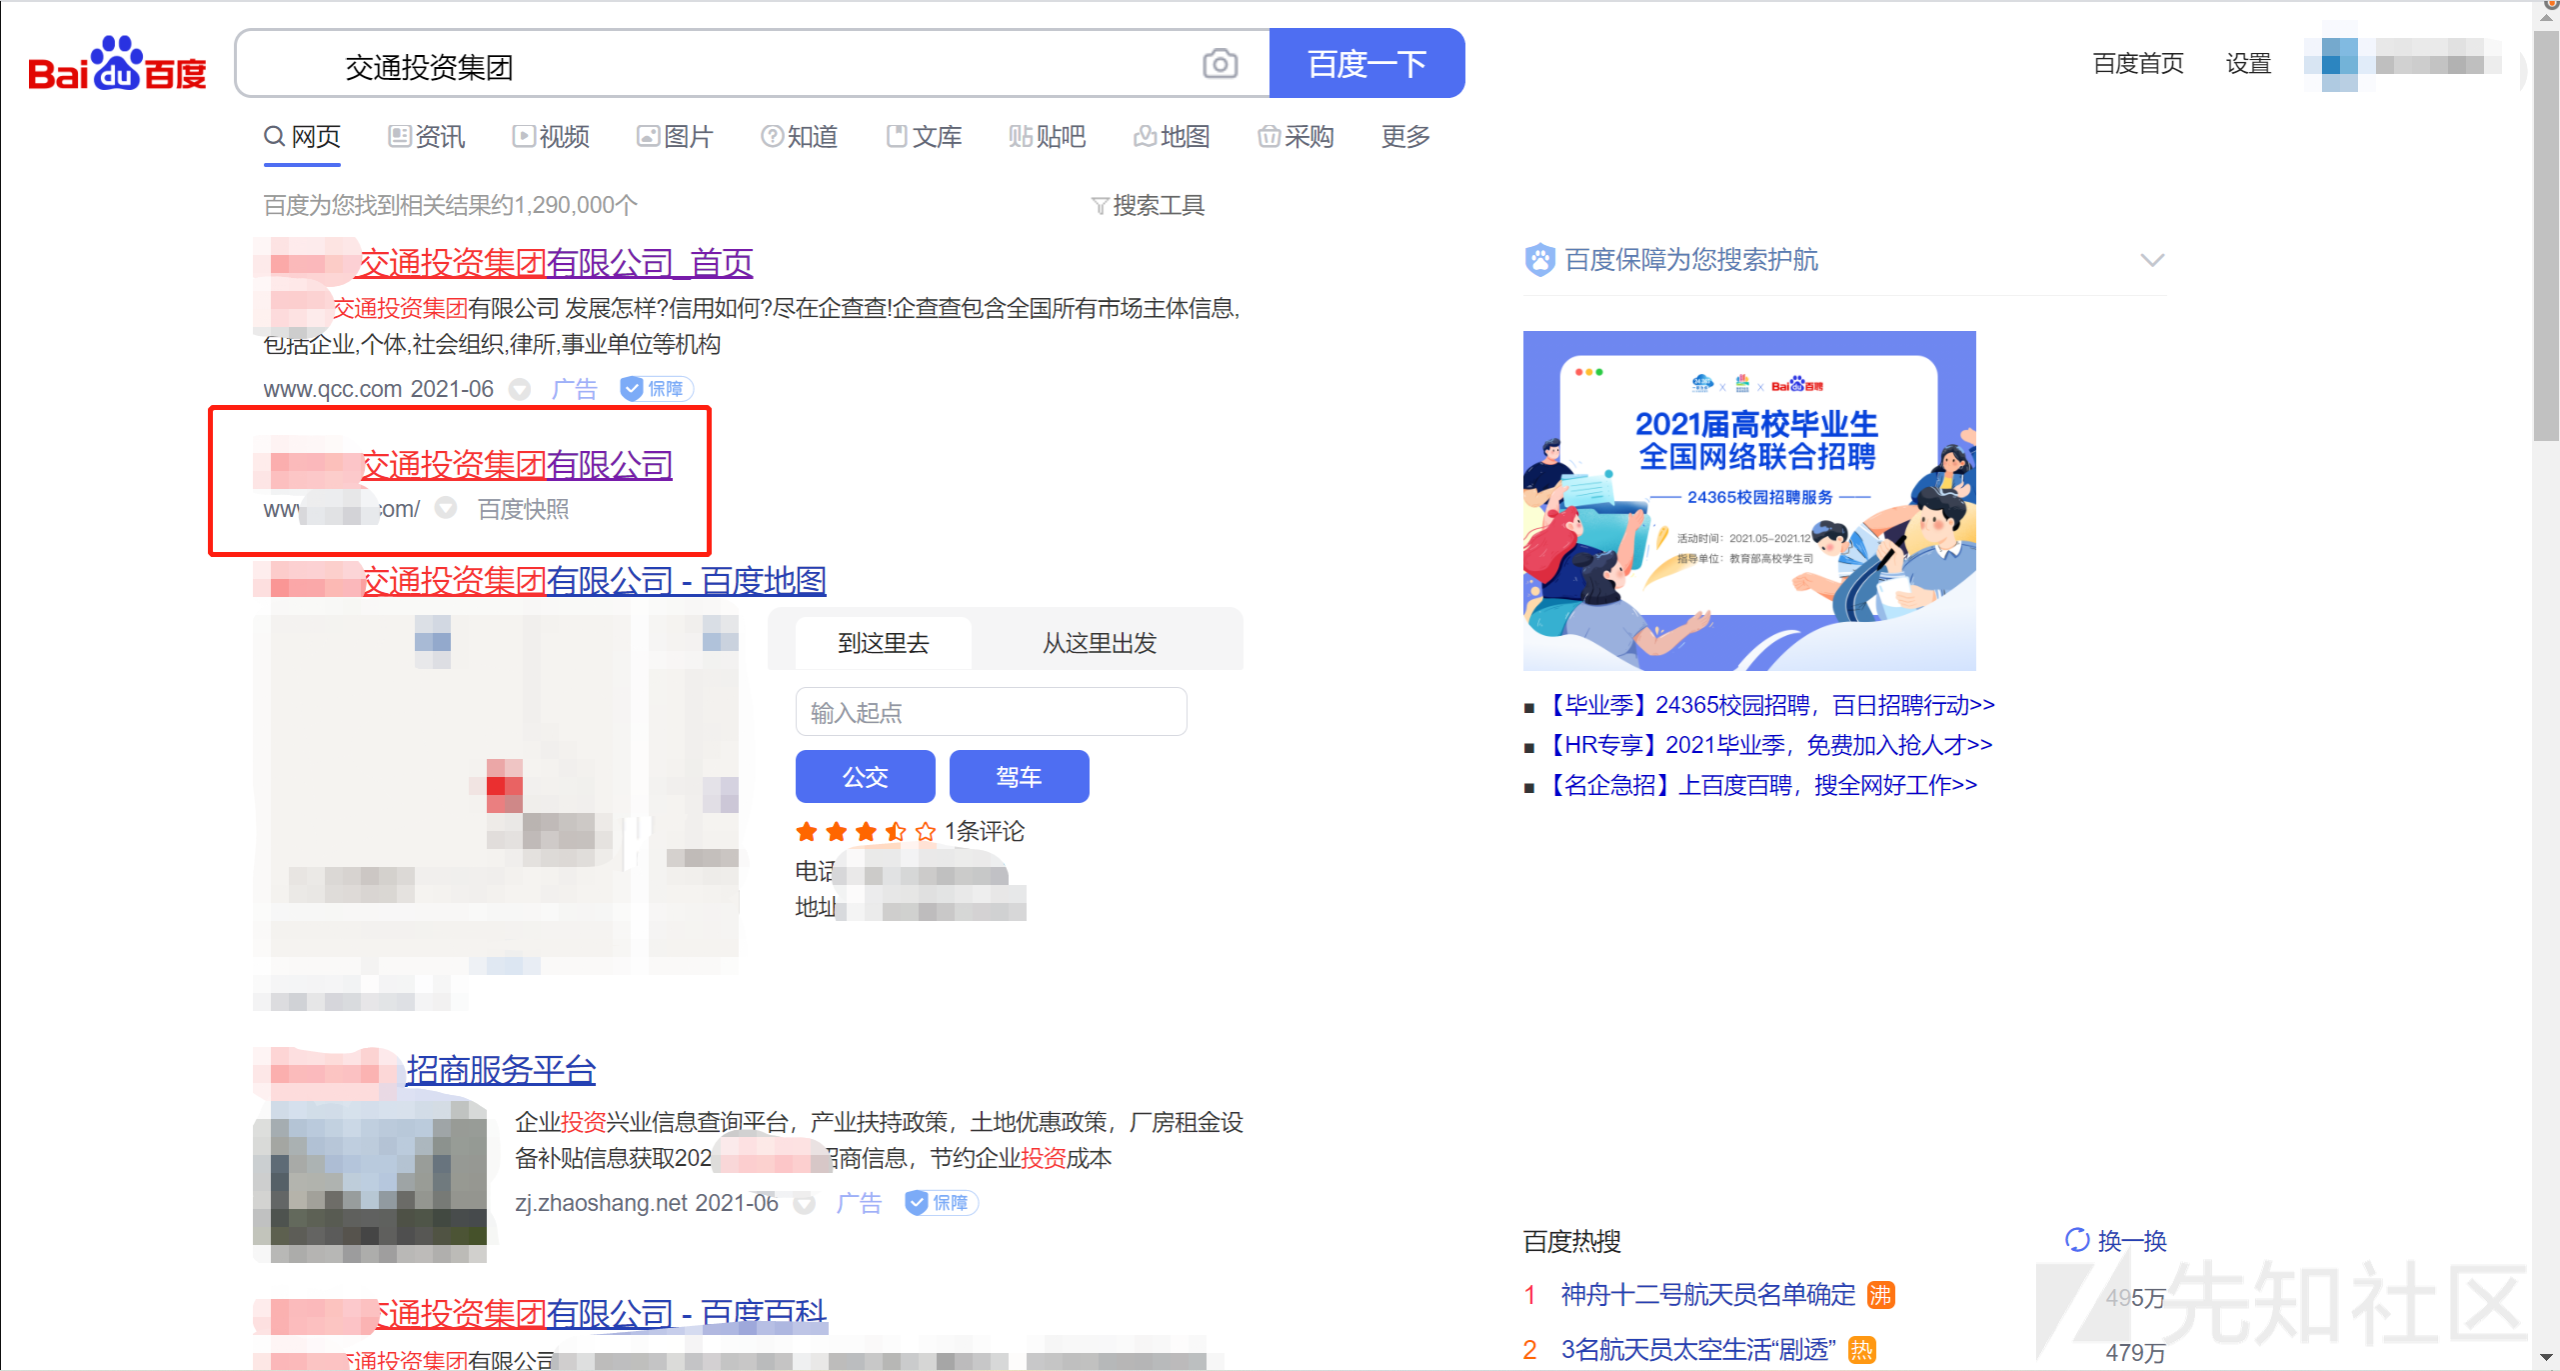 Bai du 百度
交通投资集团
百度一下
百度首页 设置
网页 资讯 视频 图片 知道 文库 贴吧 地图 采购 更多
百度为您找到相关结果约1,290,000个
搜索工具
交通投资集团有限公司_首页
交通投资集团有限公司 发展怎样?信用如何?尽在企查查!企查查包含全国所有市场主体信息,
包括企业,个体,社会组织,律所,事业单位等机构
www.qcc.com 2021-06 广告 保障
交通投资集团有限公司
www com/ 百度快照
交通投资集团有限公司 - 百度地图
到这里去 从这里出发
输入起点
公交 驾车
1条评论
电话
地址
招商服务平台
企业投资兴业信息查询平台，产业扶持政策，土地优惠政策，厂房租金设
备补贴信息获取202 招商信息，节约企业投资成本
zj.zhaoshang.net 2021-06 广告 保障
交通投资集团有限公司 - 百度百科
交通投资集团有限公司
百度保障为您搜索护航
Bai du 百聘
2021届高校毕业生
全国网络联合招聘
24365校园招聘服务
活动时间：2021.05-2021.12
指导单位：教育部高校学生司
【毕业季】24365校园招聘，百日招聘行动>>
【HR专享】2021毕业季，免费加入抢人才>>
【名企急招】上百度百聘，搜全网好工作>>
百度热搜 换一换
1 神舟十二号航天员名单确定 沸 495万
2 3名航天员太空生活“剧透” 热 479万
先知社区